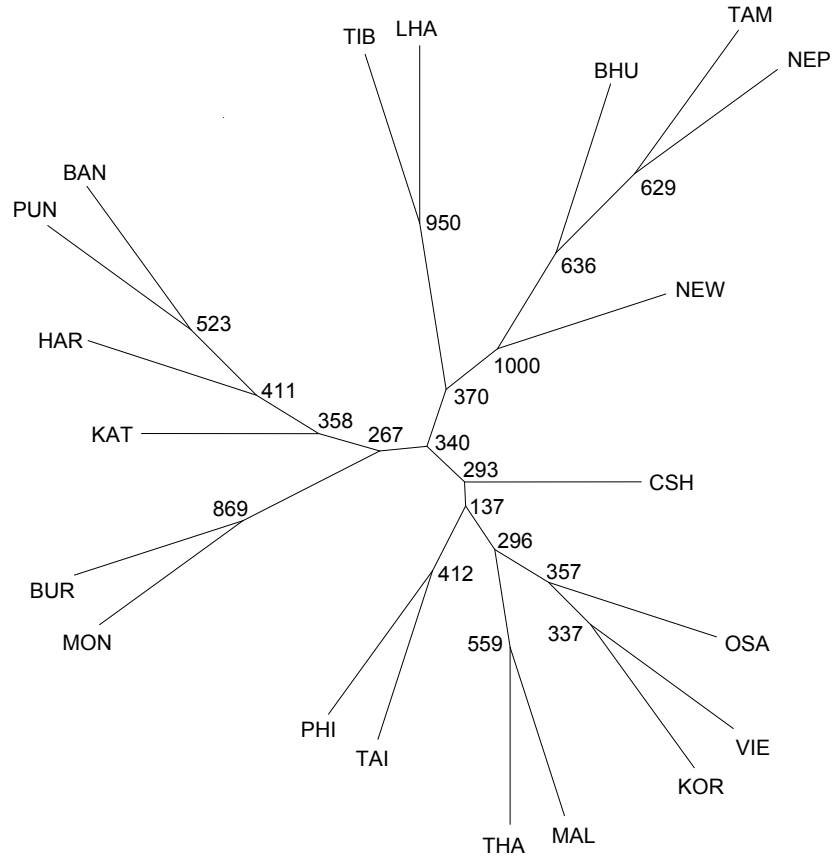 TAM
LHA
TIB
NEP
BHU
BAN
629
PUN
950
636
NEW
523
HAR
1000
411
370
358
KAT
267
340
293
CSH
869
137
296
412
357
BUR
337
MON
559
OSA
PHI
VIE
TAI
KOR
MAL
THA